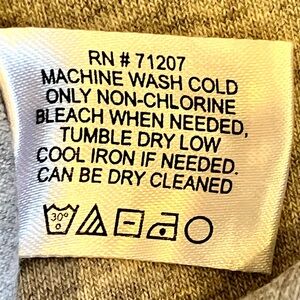 RN # 71207
MACHINE WASH COLD
ONLY NON-CHLORINE
BLEACH WHEN NEEDED,
TUMBLE DRY LOW
COOL IRON IF NEEDED.
CAN BE DRY CLEANED
30°